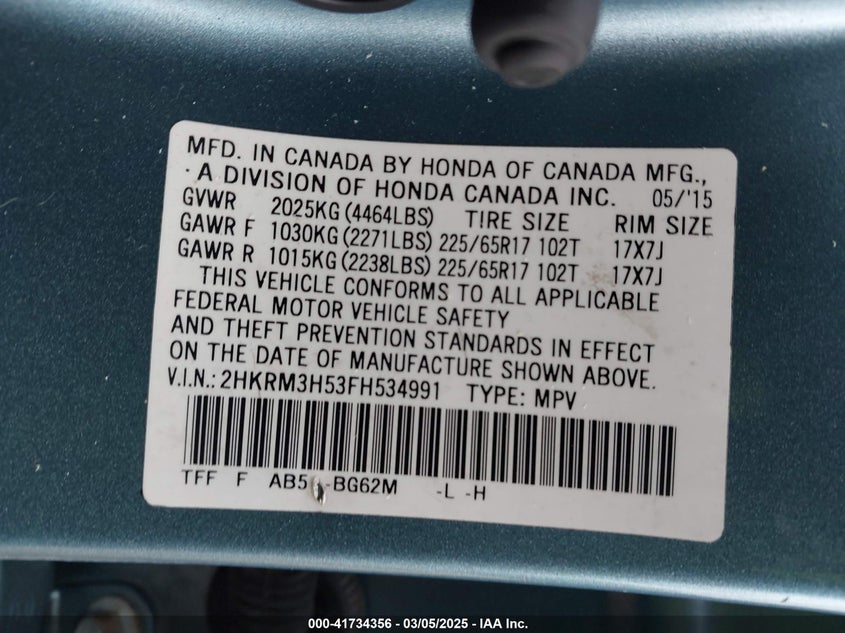 MFD. IN CANADA BY HONDA OF CANADA MFG.,
A DIVISION OF HONDA CANADA INC. 05/'15
GVWR 2025KG (4464LBS) TIRE SIZE RIM SIZE
GAWR F 1030KG (2271LBS) 225/65R17 102T 17X7J
GAWR R 1015KG (2238LBS) 225/65R17 102T 17X7J
THIS VEHICLE CONFORMS TO ALL APPLICABLE
FEDERAL MOTOR VEHICLE SAFETY
AND THEFT PREVENTION STANDARDS IN EFFECT
ON THE DATE OF MANUFACTURE SHOWN ABOVE.
V.I.N.: 2HKRM3H53FH534991 TYPE: MPV
TFF F -BG62M -L -H
000-41734356 — 03/05/2025 — IAA Inc.